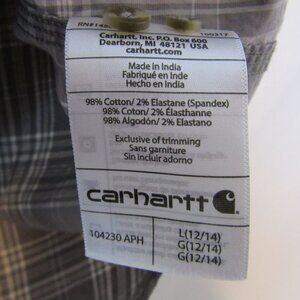 Carhartt, Inc. P.O. Box 600
Dearborn, MI 48121 USA
carhartt.com
Made in India
Fabriqué en Inde
Hecho en India
98% Cotton/ 2% Elastane (Spandex)
98% Coton/ 2% Élasthanne
98% Algodón/ 2% Elastano
Exclusive of trimming
Sans garniture
Sin incluir adorno
carhartt
104230 APH
L(12/14)
G(12/14)
G(12/14)